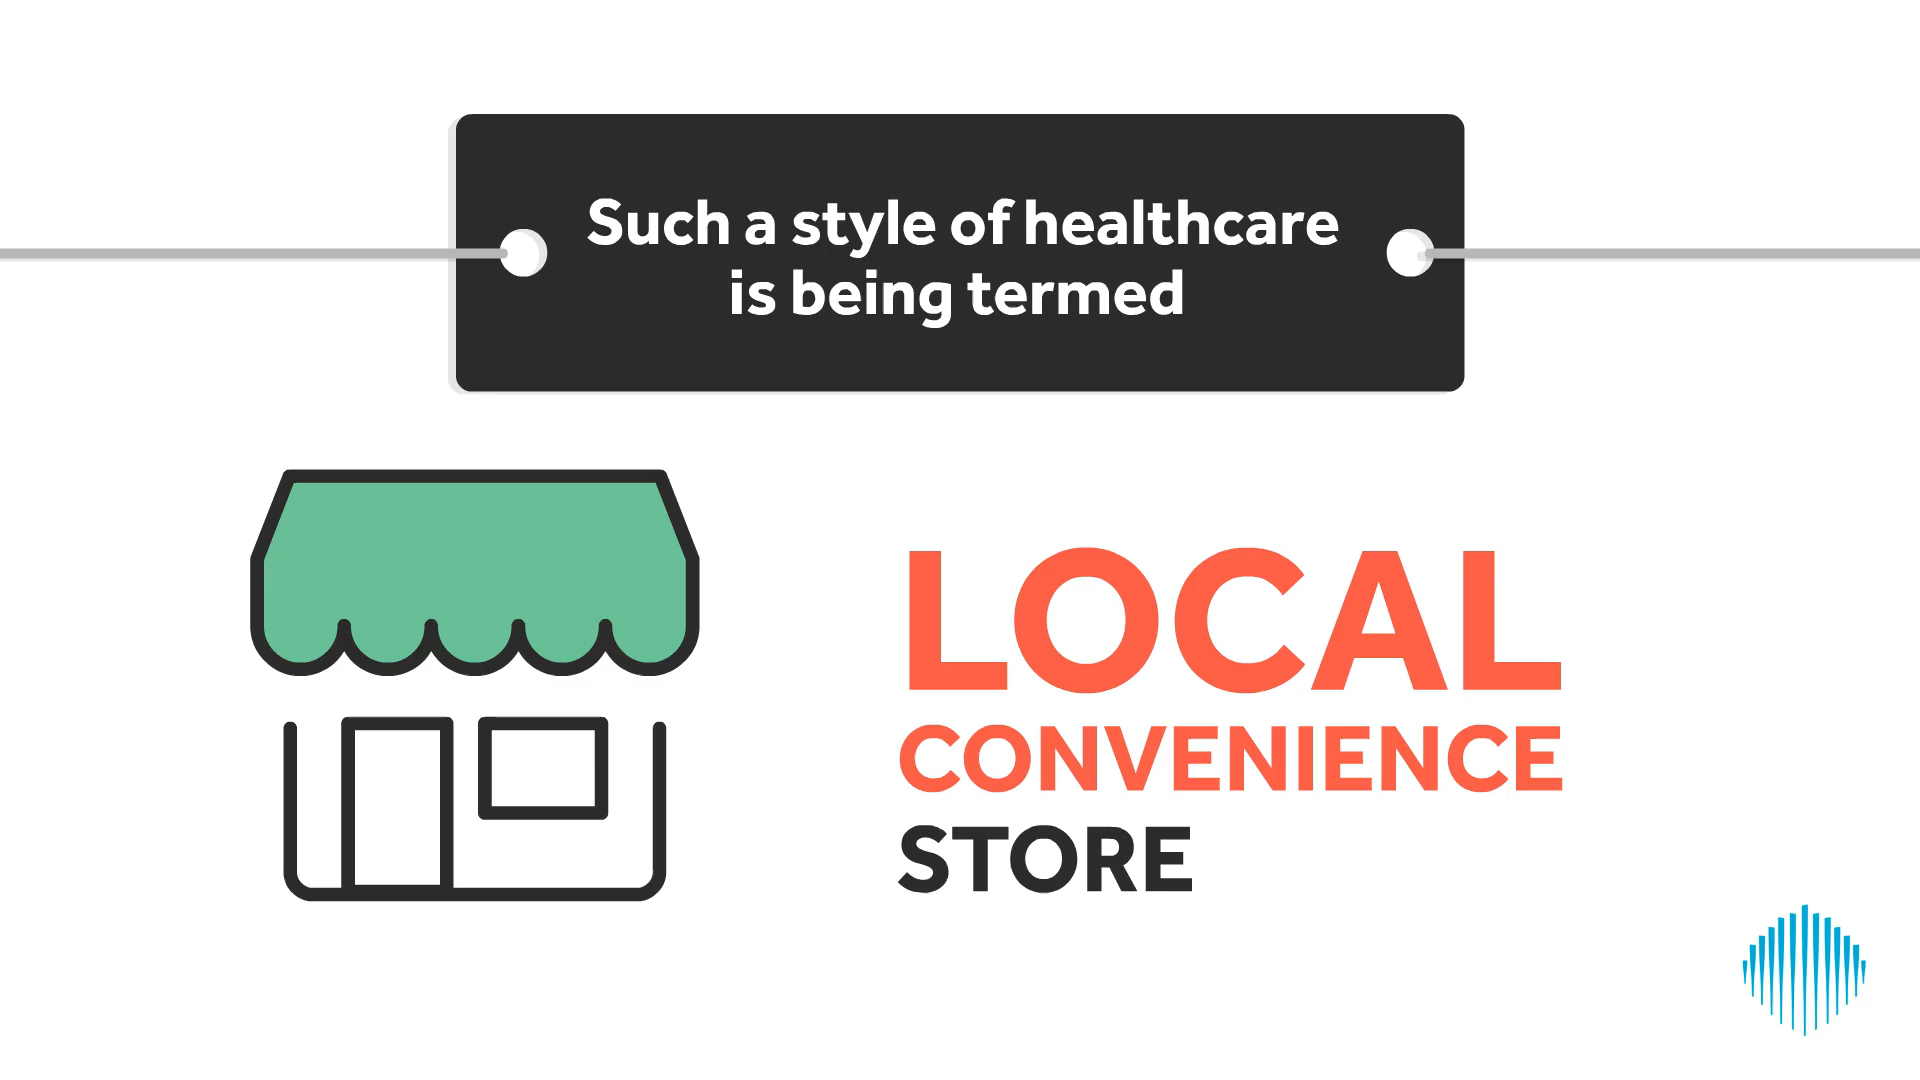 Such a style of healthcare
is being termed
LOCAL
CONVENIENCE
STORE